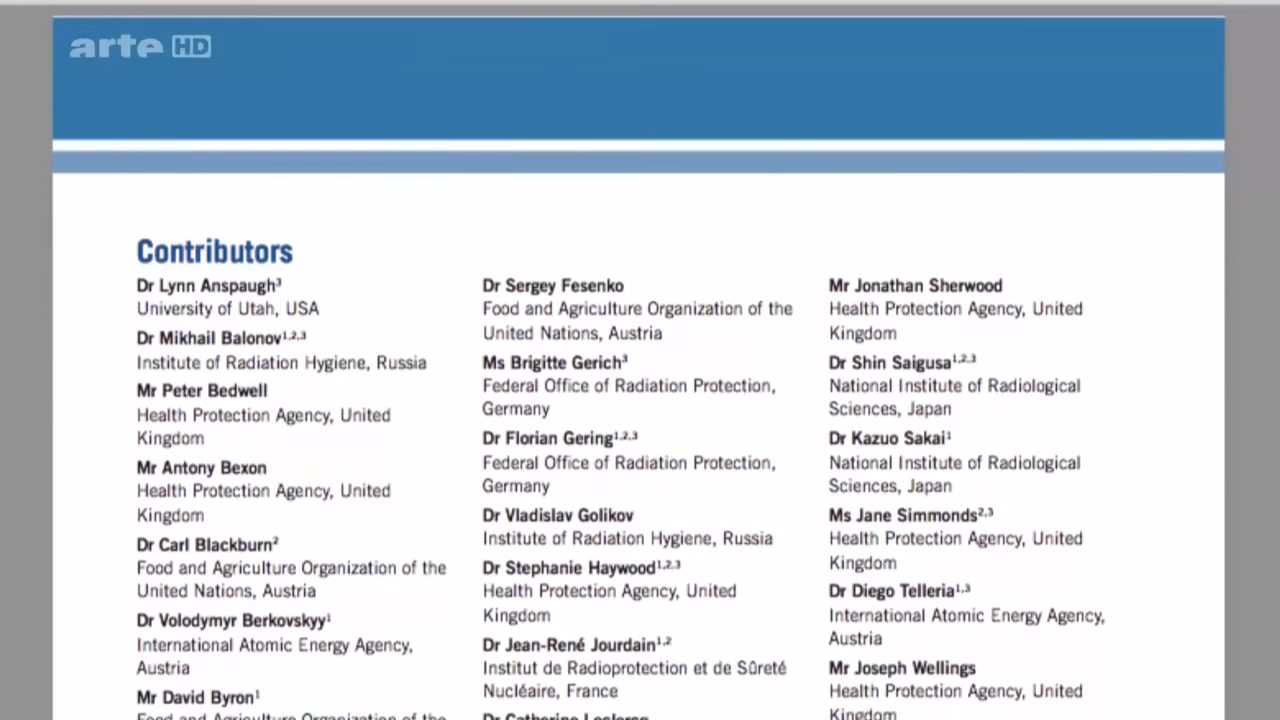 arte HD
Contributors
Dr Lynn Anspaugh³
University of Utah, USA
Dr Mikhail Balonov¹,²,³
Institute of Radiation Hygiene, Russia
Mr Peter Bedwell
Health Protection Agency, United
Kingdom
Mr Antony Bexon
Health Protection Agency, United
Kingdom
Dr Carl Blackburn²
Food and Agriculture Organization of the
United Nations, Austria
Dr Volodymyr Berkovskyy¹
International Atomic Energy Agency,
Austria
Mr David Byron¹
Food and Agriculture Organization of the
Dr Sergey Fesenko
Food and Agriculture Organization of the
United Nations, Austria
Ms Brigitte Gerich³
Federal Office of Radiation Protection,
Germany
Dr Florian Gering¹,²,³
Federal Office of Radiation Protection,
Germany
Dr Vladislav Golikov
Institute of Radiation Hygiene, Russia
Dr Stephanie Haywood¹,²,³
Health Protection Agency, United
Kingdom
Dr Jean-René Jourdain¹,²
Institut de Radioprotection et de Sûreté
Nucléaire, France
Dr Catherine
Mr Jonathan Sherwood
Health Protection Agency, United
Kingdom
Dr Shin Saigusa¹,²,³
National Institute of Radiological
Sciences, Japan
Dr Kazuo Sakai¹
National Institute of Radiological
Sciences, Japan
Ms Jane Simmonds²,³
Health Protection Agency, United
Kingdom
Dr Diego Telleria¹,³
International Atomic Energy Agency,
Austria
Mr Joseph Wellings
Health Protection Agency, United
Kingdom